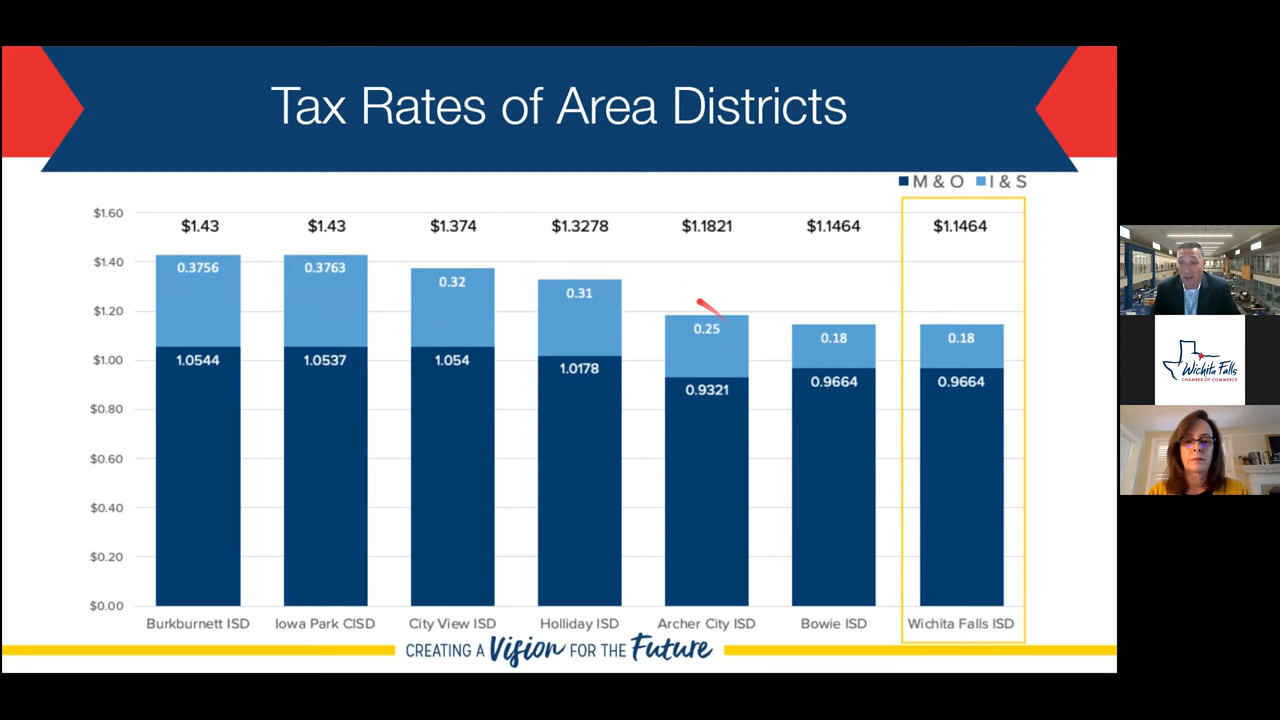 Tax Rates of Area Districts
M & O I & S
$1.60
$1.40
$1.20
$1.00
$0.80
$0.60
$0.40
$0.20
$0.00
$1.43 $1.43 $1.374 $1.3278 $1.1821 $1.1464 $1.1464
0.3756 0.3763 0.32 0.31 0.25 0.18 0.18
1.0544 1.0537 1.054 1.0178 0.9321 0.9664 0.9664
Burkburnett ISD Iowa Park CISD City View ISD Holliday ISD Archer City ISD Bowie ISD Wichita Falls ISD
CREATING A Vision FOR THE Future
Wichita Falls
CHAMBER OF COMMERCE